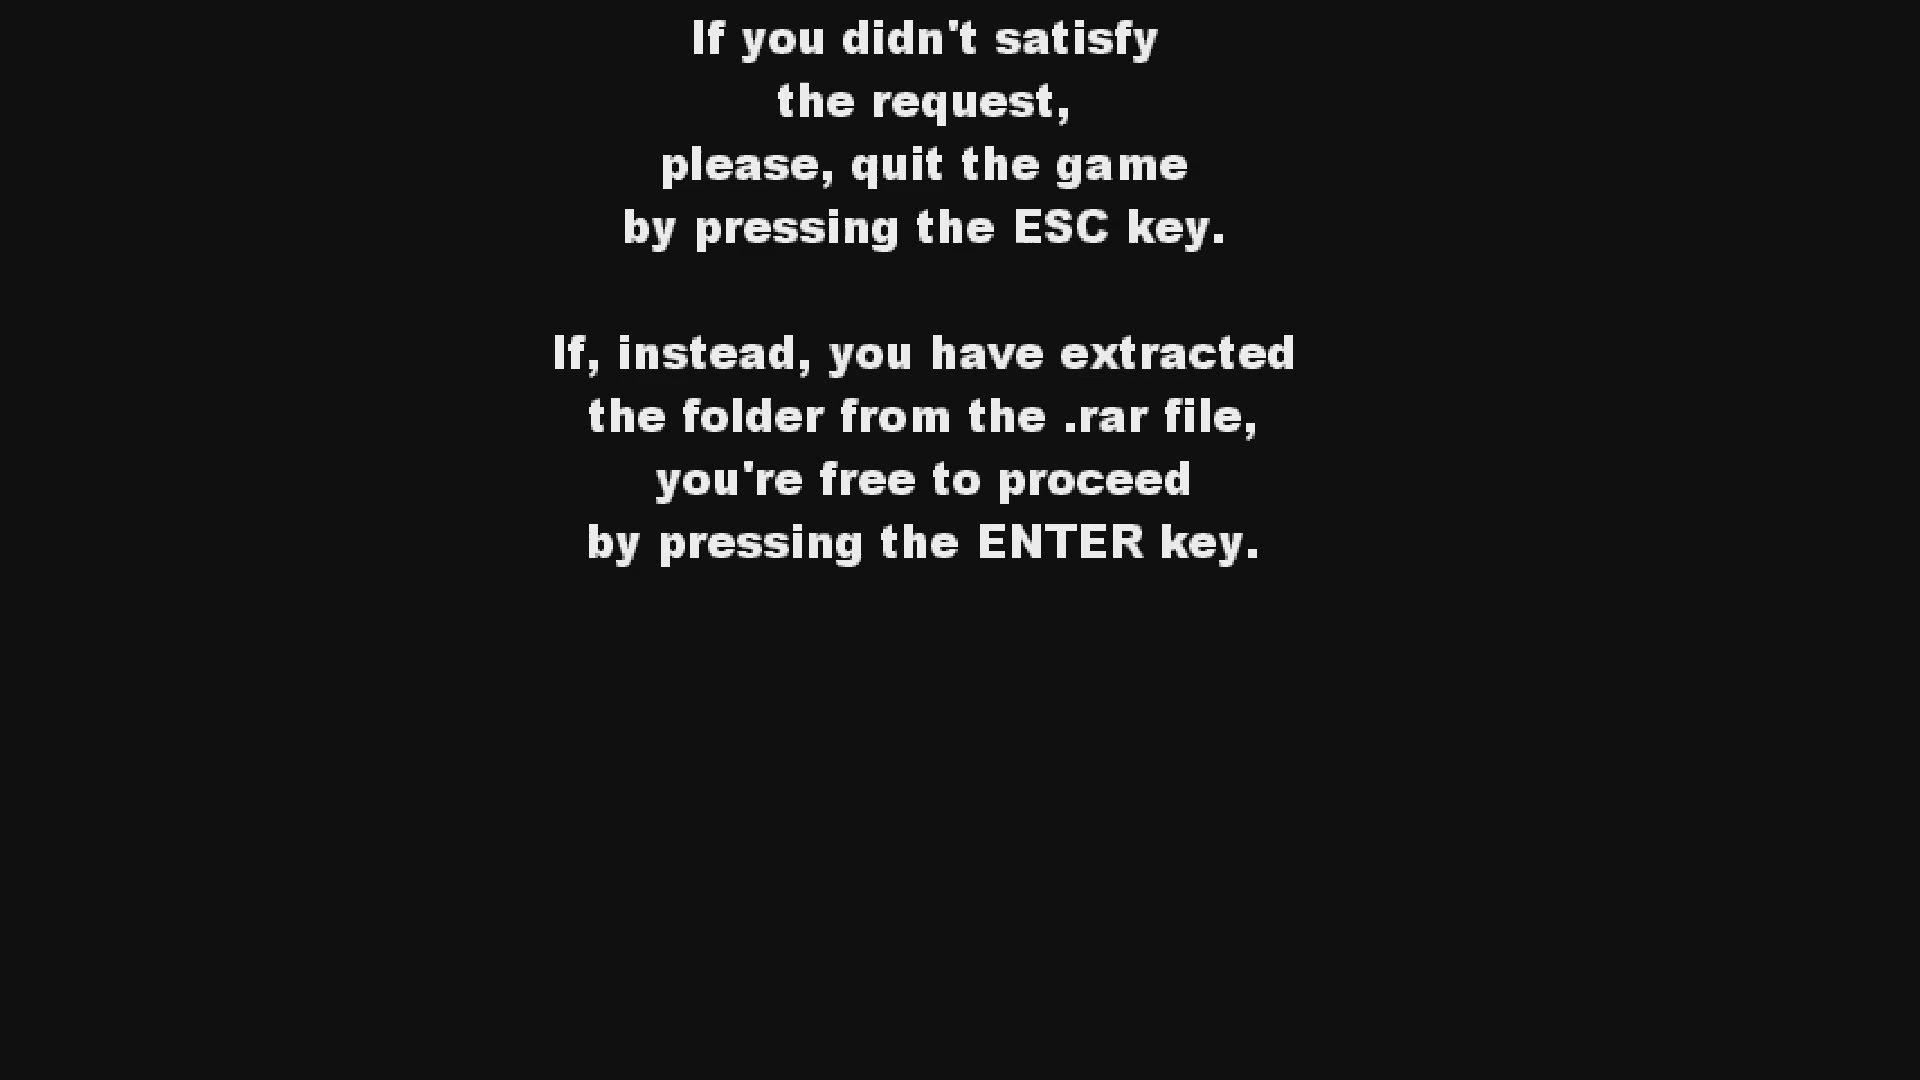 If you didn't satisfy
the request,
please, quit the game
by pressing the ESC key.
If, instead, you have extracted
the folder from the .rar file,
you're free to proceed
by pressing the ENTER key.